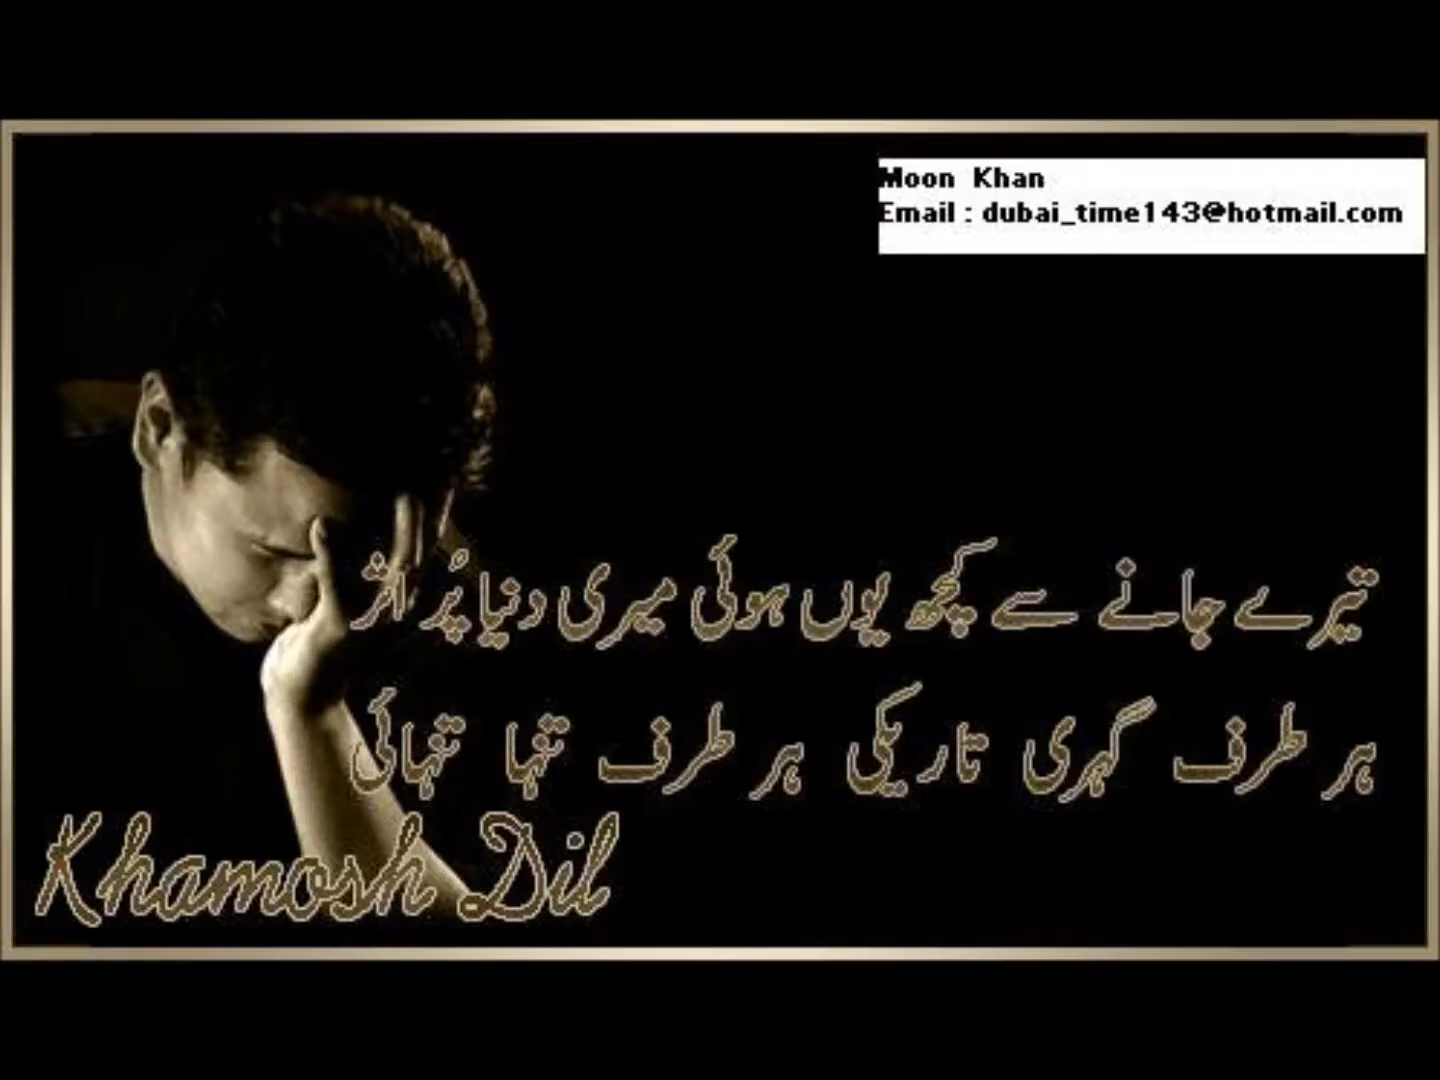 Moon Khan
Email : dubai_time143@hotmail.com
تیرے جانے سے کچھ یوں ہوئی میری دنیا پُر اثر
ہر طرف گہری تاریکی ہر طرف تنہا تنہائی
Khamosh Dil